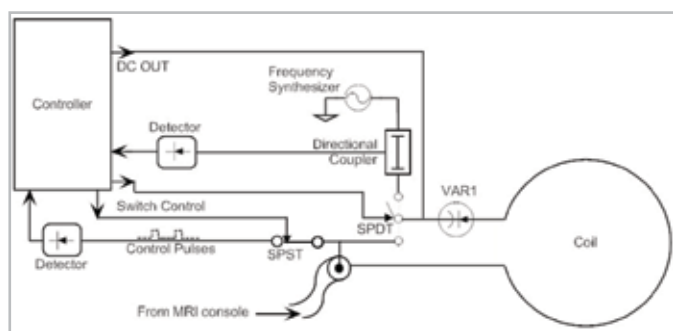 DC OUT
Frequency
Synthesizer
Controller
Detector
Directional
Coupler
VAR1
Switch Control
SPDT
Coil
Control Pulses
SPST
Detector
From MRI console